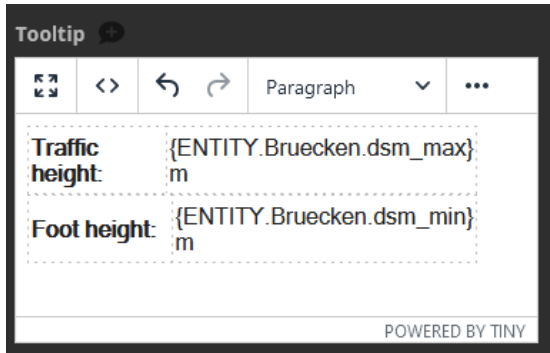 Tooltip
Paragraph
Traffic height:
{ENTITY.Bruecken.dsm_max} m
Foot height:
{ENTITY.Bruecken.dsm_min} m
POWERED BY TINY